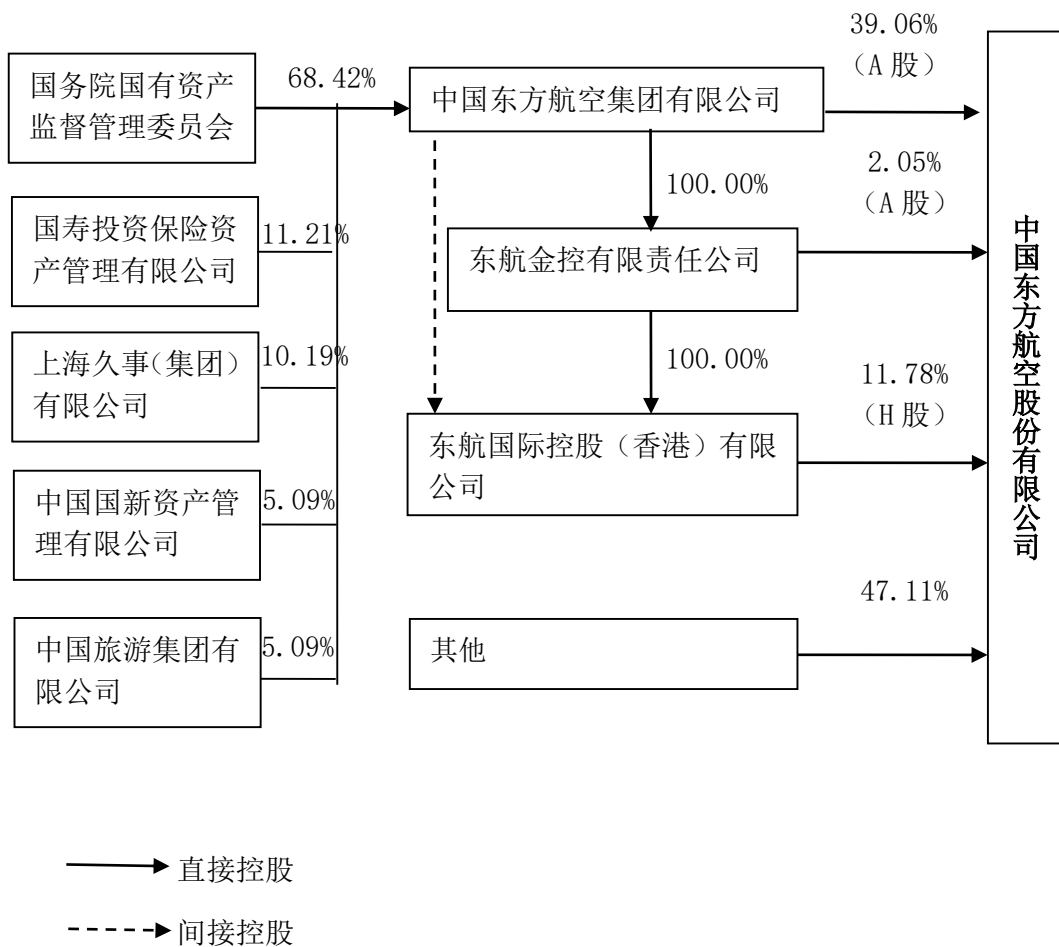 39.06%
（A 股）
国务院国有资产
监督管理委员会
68.42%
中国东方航空集团有限公司
2.05%
（A 股）
100.00%
国寿投资保险资
产管理有限公司
11.21%
东航金控有限责任公司
中国东方航空股份有限公司
上海久事（集团）
有限公司
10.19%
100.00%
11.78%
（H 股）
东航国际控股（香港）有限
公司
中国国新资产管
理有限公司
5.09%
47.11%
中国旅游集团有
限公司
5.09%
其他
直接控股
间接控股